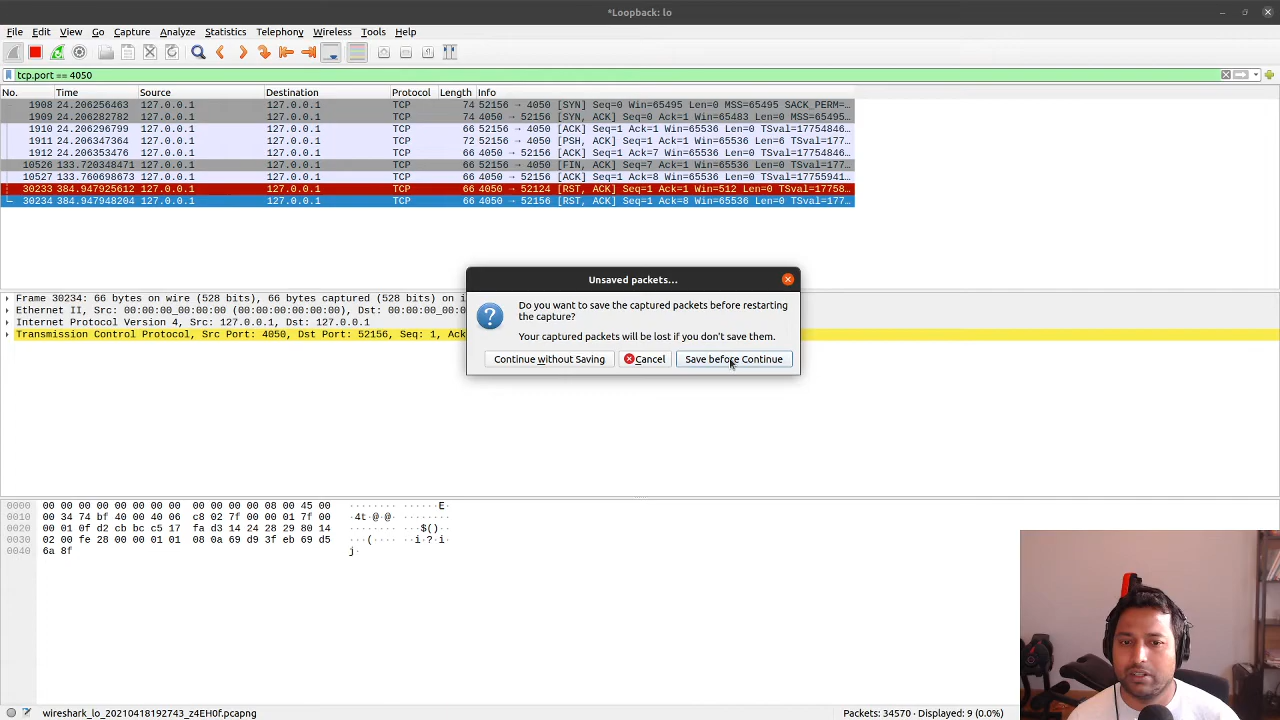 *Loopback: lo
File Edit View Go Capture Analyze Statistics Telephony Wireless Tools Help
tcp.port == 4050
No. Time Source Destination Protocol Length Info
1908 24.206256463 127.0.0.1 127.0.0.1 TCP 74 52156 → 4050 [SYN] Seq=0 Win=65495 Len=0 MSS=65495 SACK_PERM=…
1909 24.206282782 127.0.0.1 127.0.0.1 TCP 74 4050 → 52156 [SYN, ACK] Seq=0 Ack=1 Win=65483 Len=0 MSS=65495…
1910 24.206296799 127.0.0.1 127.0.0.1 TCP 66 52156 → 4050 [ACK] Seq=1 Ack=1 Win=65536 Len=0 TSval=17754846…
1911 24.206347364 127.0.0.1 127.0.0.1 TCP 72 52156 → 4050 [PSH, ACK] Seq=1 Ack=1 Win=65536 Len=6 TSval=177…
1912 24.206353476 127.0.0.1 127.0.0.1 TCP 66 4050 → 52156 [ACK] Seq=1 Ack=7 Win=65536 Len=0 TSval=17754846…
10526 133.720348471 127.0.0.1 127.0.0.1 TCP 66 52156 → 4050 [FIN, ACK] Seq=7 Ack=1 Win=65536 Len=0 TSval=177…
10527 133.760698673 127.0.0.1 127.0.0.1 TCP 66 4050 → 52156 [ACK] Seq=1 Ack=8 Win=65536 Len=0 TSval=17755941…
30233 384.947925612 127.0.0.1 127.0.0.1 TCP 66 4050 → 52124 [RST, ACK] Seq=1 Ack=1 Win=512 Len=0 TSval=17758…
30234 384.947948204 127.0.0.1 127.0.0.1 TCP 66 4050 → 52156 [RST, ACK] Seq=1 Ack=8 Win=65536 Len=0 TSval=177…
Unsaved packets…
Do you want to save the captured packets before restarting
the capture?
Your captured packets will be lost if you don't save them.
Continue without Saving Cancel Save before Continue
Frame 30234: 66 bytes on wire (528 bits), 66 bytes captured (528 bits) on i
Ethernet II, Src: 00:00:00_00:00:00 (00:00:00:00:00:00), Dst: 00:00:00_00:0
Internet Protocol Version 4, Src: 127.0.0.1, Dst: 127.0.0.1
Transmission Control Protocol, Src Port: 4050, Dst Port: 52156, Seq: 1, Ack
0000 00 00 00 00 00 00 00 00 00 00 00 00 08 00 45 00 ········ ······E·
0010 00 34 74 bf 40 00 40 06 c8 02 7f 00 00 01 7f 00 ·4t·@·@· ········
0020 00 01 0f d2 cb bc c5 17 fa d3 14 24 28 29 80 14 ········ ···$()··
0030 02 00 fe 28 00 00 01 01 08 0a 69 d9 3f eb 69 d5 ···(···· ··i·?·i·
0040 6a 8f j·
wireshark_lo_20210418192743_z4EH0f.pcapng Packets: 34570 · Displayed: 9 (0.0%)